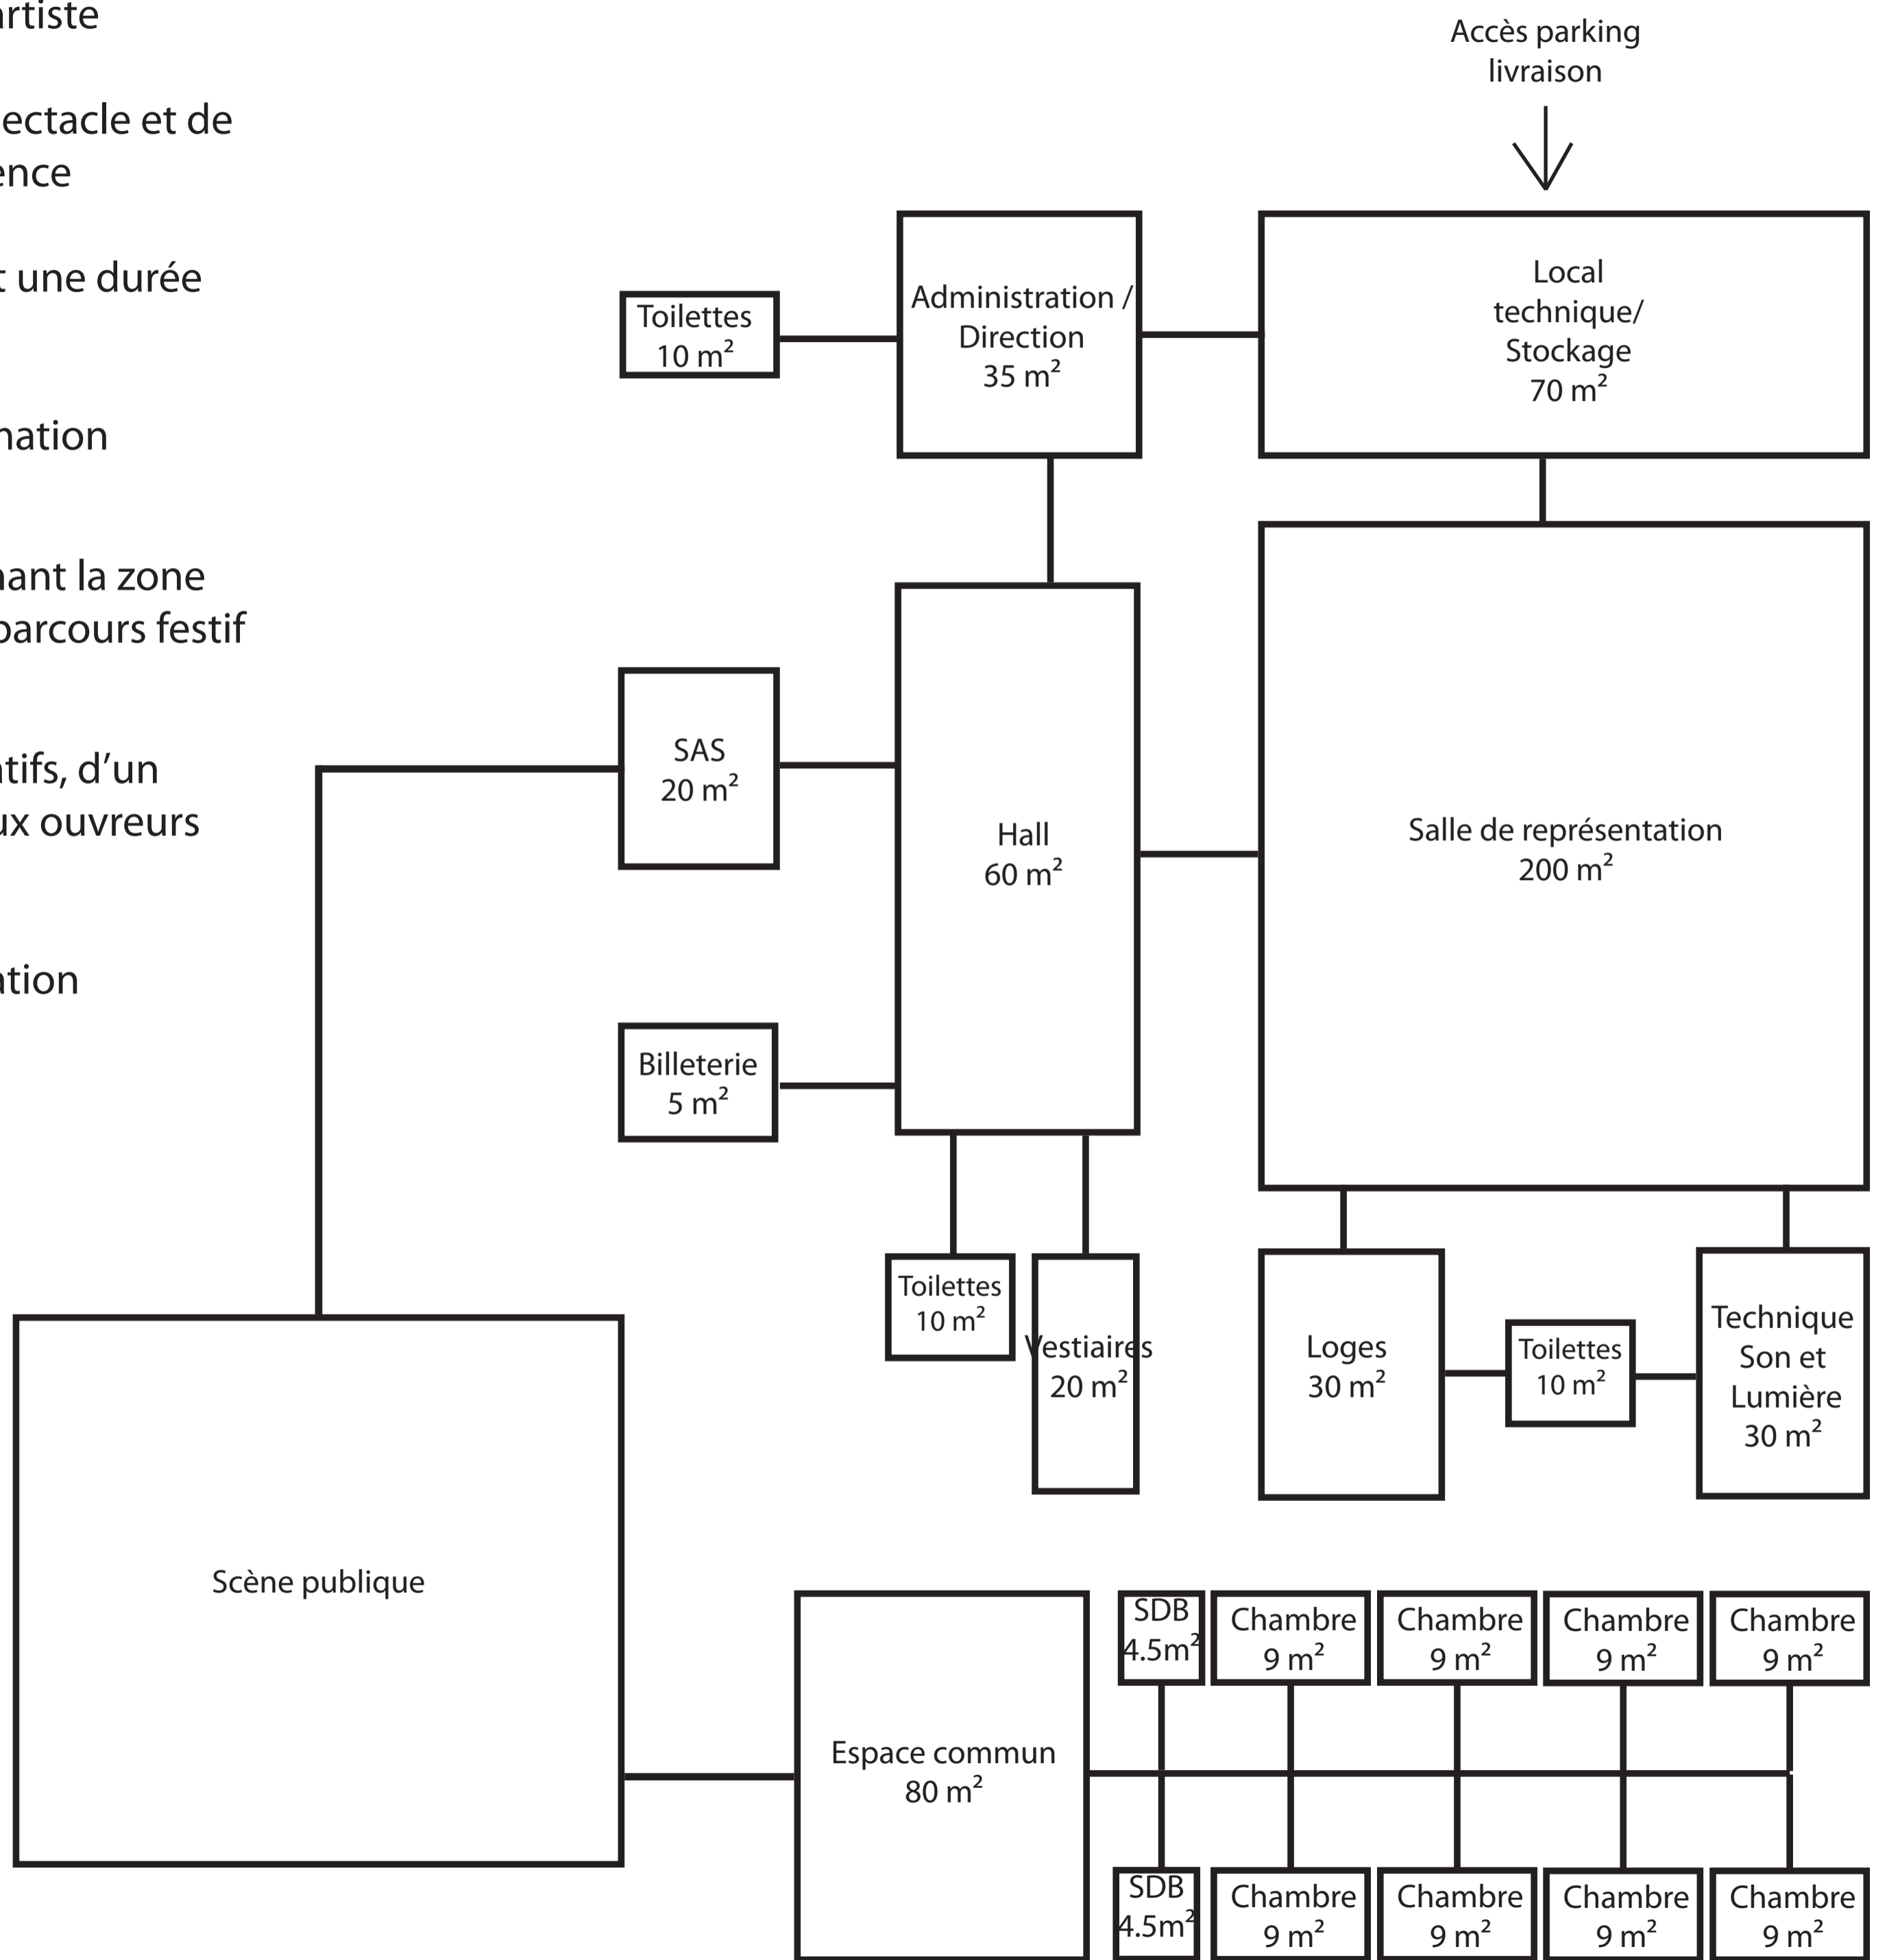 rtiste
ectacle et de
ence
t une durée
nation
nant la zone
parcours festif
tifs, d'un
ux ouvreurs
ation
Accès parking
livraison
Toilettes
10 m²
Administration /
Direction
35 m²
Local
technique/
Stockage
70 m²
SAS
20 m²
Hall
60 m²
Salle de représentation
200 m²
Billeterie
5 m²
Toilettes
10 m²
Vestiaires
20 m²
Loges
30 m²
Toilettes
10 m²
Technique
Son et
Lumière
30 m²
Scène publique
Espace commun
80 m²
SDB
4.5m²
Chambre
9 m²
Chambre
9 m²
Chambre
9 m²
Chambre
9 m²
SDB
4.5m²
Chambre
9 m²
Chambre
9 m²
Chambre
9 m²
Chambre
9 m²